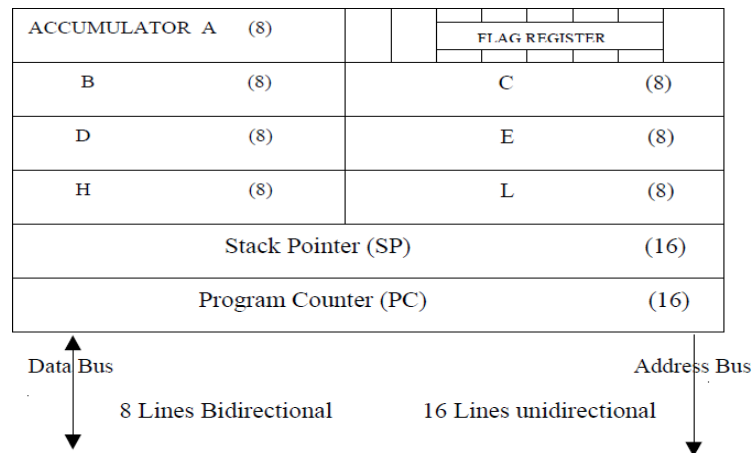 ACCUMULATOR A (8) FLAG REGISTER
B (8) C (8)
D (8) E (8)
H (8) L (8)
Stack Pointer (SP) (16)
Program Counter (PC) (16)
Data Bus Address Bus
8 Lines Bidirectional 16 Lines unidirectional